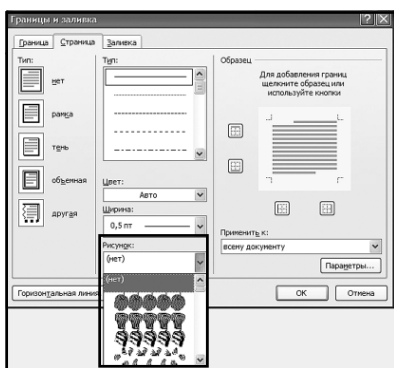 Границы и заливка
Граница Страница Заливка
Тип:
нет
рамка
тень
объемная
другая
Тип:
Цвет:
Авто
Ширина:
0,5 пт
Рисунок:
(нет)
(нет)
Образец
Для добавления границ
щелкните образец или
используйте кнопки
Применить к:
всему документу
Параметры...
Горизонтальная линия
ОК Отмена